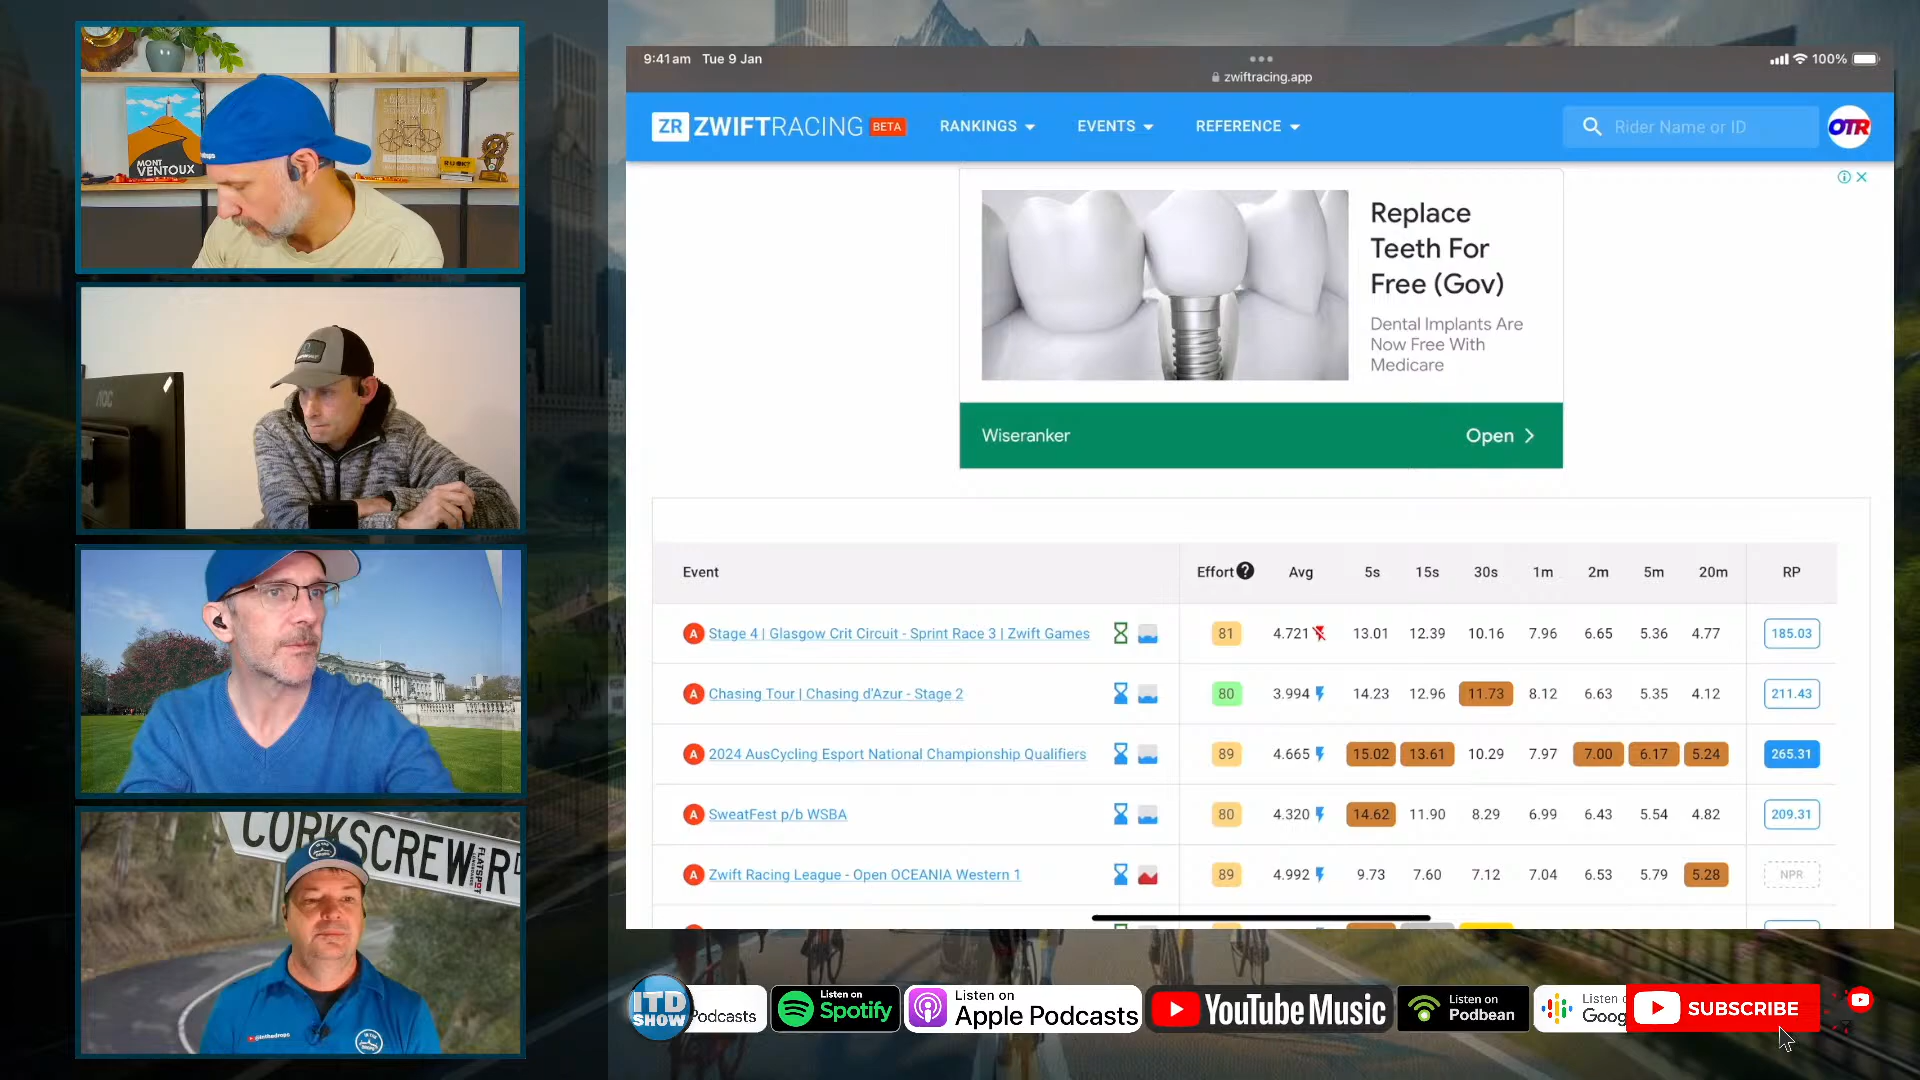 MONT
VENTOUX
AOC
CORKSCREW R
FLATSPOT
9:41am Tue 9 Jan
zwiftracing.app
100%
ZR ZWIFTRACING BETA
RANKINGS
EVENTS
REFERENCE
Rider Name or ID
OTR
Replace
Teeth For
Free (Gov)
Dental Implants Are
Now Free With
Medicare
Wiseranker
Open
Event Effort ? Avg 5s 15s 30s 1m 2m 5m 20m RP
A Stage 4 | Glasgow Crit Circuit - Sprint Race 3 | Zwift Games 81 4.721 13.01 12.39 10.16 7.96 6.65 5.36 4.77 185.03
A Chasing Tour | Chasing d'Azur - Stage 2 80 3.994 14.23 12.96 11.73 8.12 6.63 5.35 4.12 211.43
A 2024 AusCycling Esport National Championship Qualifiers 89 4.665 15.02 13.61 10.29 7.97 7.00 6.17 5.24 265.31
A SweatFest p/b WSBA 80 4.320 14.62 11.90 8.29 6.99 6.43 5.54 4.82 209.31
A Zwift Racing League - Open OCEANIA Western 1 89 4.992 9.73 7.60 7.12 7.04 6.53 5.79 5.28 NPR
ITD
SHOW
Podcasts
Listen on
Spotify
Listen on
Apple Podcasts
YouTube Music
Listen on
Podbean
Listen
Goog
SUBSCRIBE